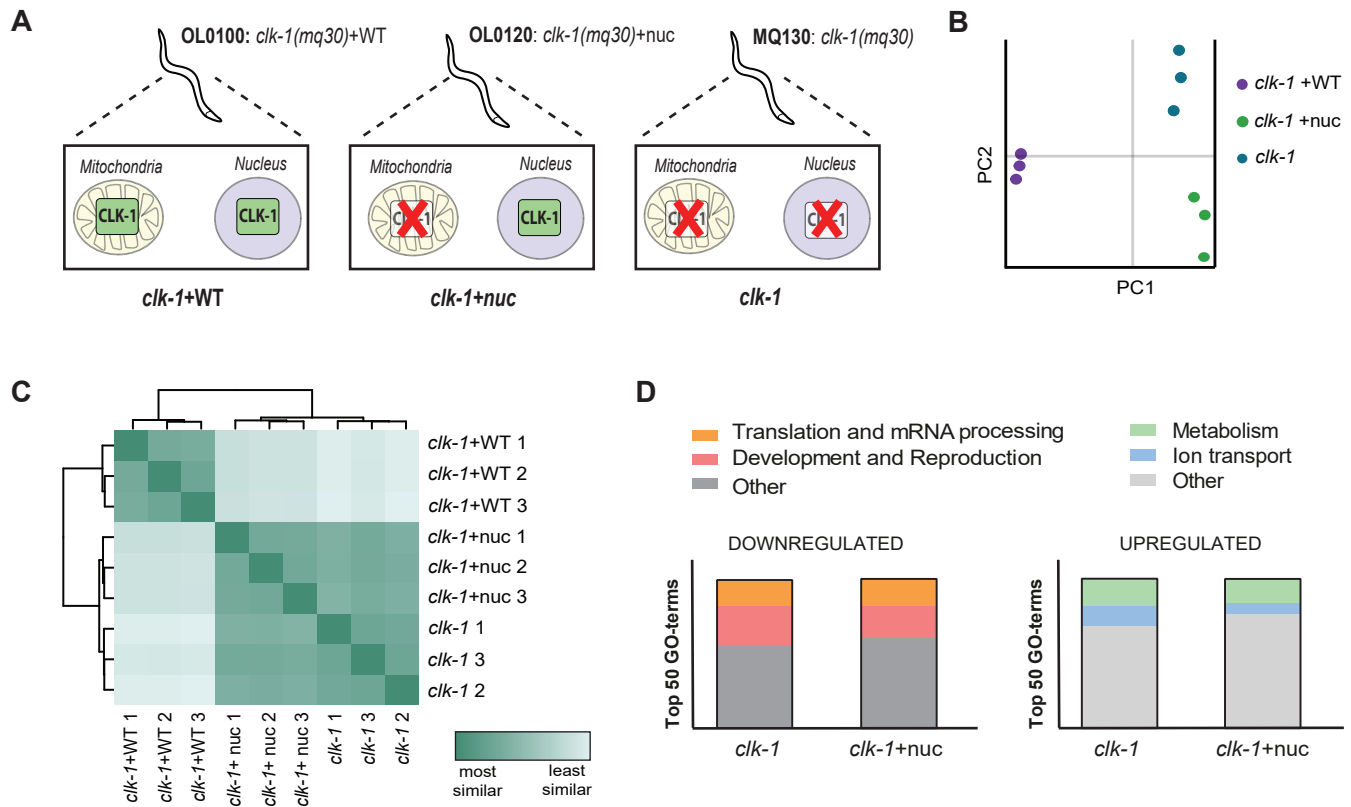 A
OL0100: clk-1(mq30)+WT
OL0120: clk-1(mq30)+nuc
MQ130: clk-1(mq30)
Mitochondria
Nucleus
CLK-1
CLK-1
clk-1+WT
Mitochondria
Nucleus
CLK-1
CLK-1
clk-1+nuc
Mitochondria
Nucleus
CLK-1
CLK-1
clk-1
B
PC2
PC1
clk-1 +WT
clk-1 +nuc
clk-1
C
clk-1+WT 1
clk-1+WT 2
clk-1+WT 3
clk-1+nuc 1
clk-1+nuc 2
clk-1+nuc 3
clk-1 1
clk-1 3
clk-1 2
clk-1+WT 1
clk-1+WT 2
clk-1+WT 3
clk-1+ nuc 1
clk-1+ nuc 2
clk-1+ nuc 3
clk-1 1
clk-1 3
clk-1 2
most similar
least similar
D
Translation and mRNA processing
Development and Reproduction
Other
Metabolism
Ion transport
Other
DOWNREGULATED
Top 50 GO-terms
clk-1
clk-1+nuc
UPREGULATED
Top 50 GO-terms
clk-1
clk-1+nuc